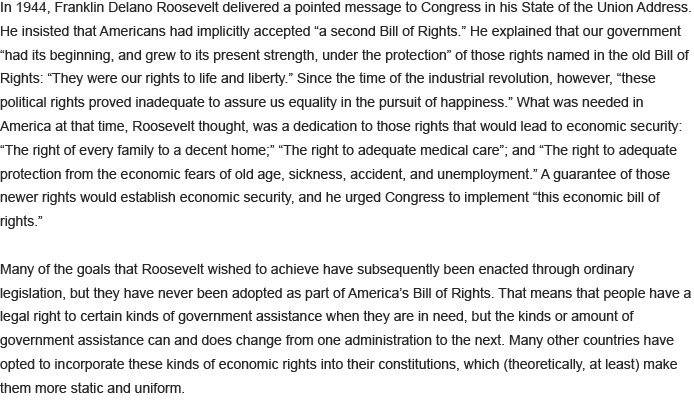 In 1944, Franklin Delano Roosevelt delivered a pointed message to Congress in his State of the Union Address.
He insisted that Americans had implicitly accepted “a second Bill of Rights.” He explained that our government
“had its beginning, and grew to its present strength, under the protection” of those rights named in the old Bill of
Rights: “They were our rights to life and liberty.” Since the time of the industrial revolution, however, “these
political rights proved inadequate to assure us equality in the pursuit of happiness.” What was needed in
America at that time, Roosevelt thought, was a dedication to those rights that would lead to economic security:
“The right of every family to a decent home;” “The right to adequate medical care”; and “The right to adequate
protection from the economic fears of old age, sickness, accident, and unemployment.” A guarantee of those
newer rights would establish economic security, and he urged Congress to implement “this economic bill of
rights.”
Many of the goals that Roosevelt wished to achieve have subsequently been enacted through ordinary
legislation, but they have never been adopted as part of America’s Bill of Rights. That means that people have a
legal right to certain kinds of government assistance when they are in need, but the kinds or amount of
government assistance can and does change from one administration to the next. Many other countries have
opted to incorporate these kinds of economic rights into their constitutions, which (theoretically, at least) make
them more static and uniform.